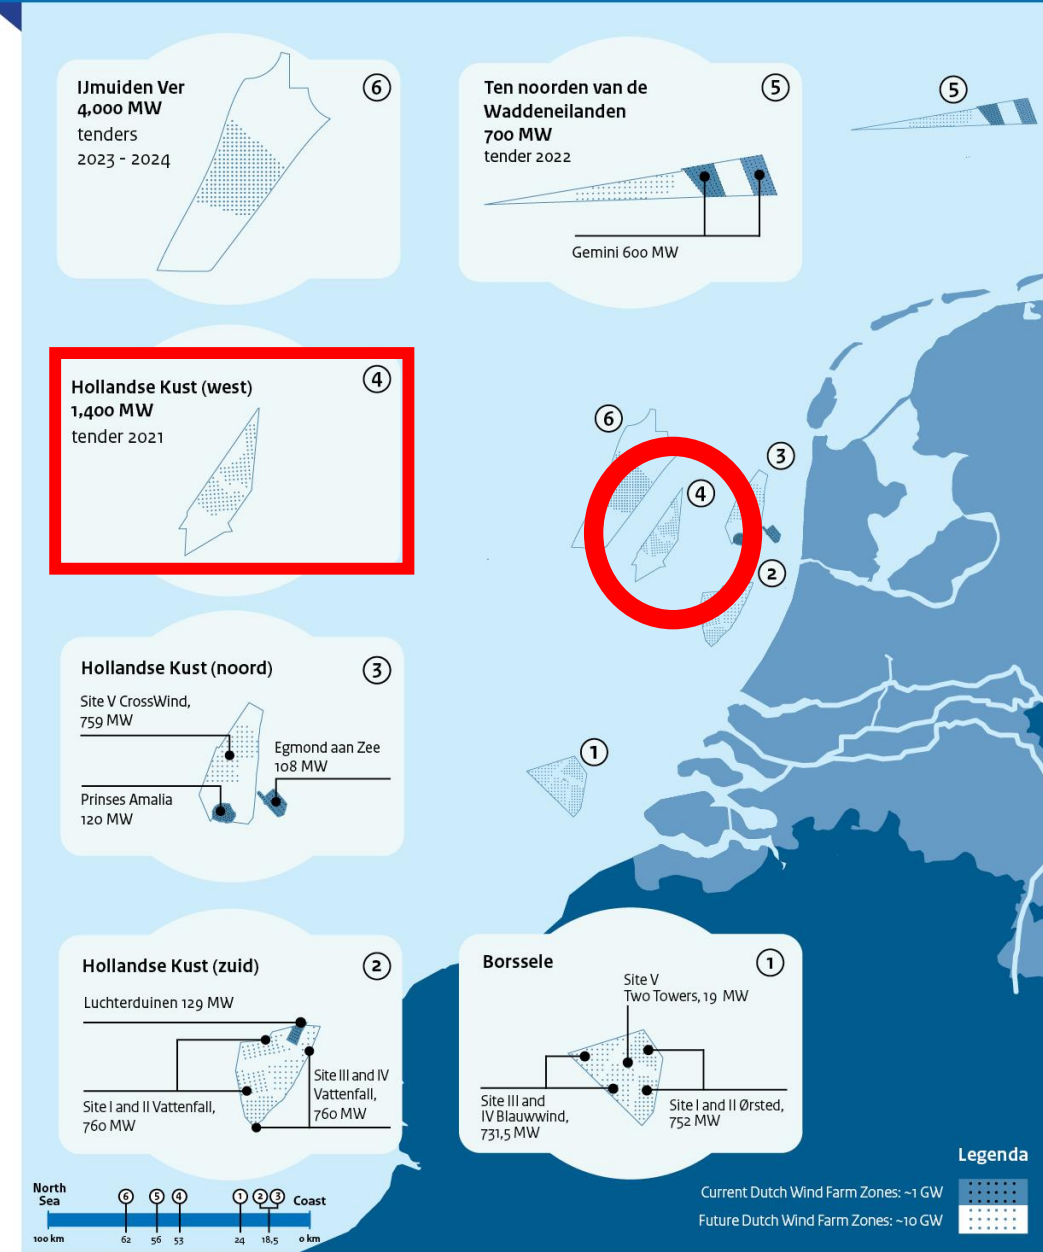 IJmuiden Ver
4,000 MW
tenders
2023 - 2024
6
Ten noorden van de
Waddeneilanden
700 MW
tender 2022
5
Gemini 600 MW
5
Hollandse Kust (west)
1,400 MW
tender 2021
4
6
3
4
2
1
Hollandse Kust (noord)
3
Site V CrossWind,
759 MW
Egmond aan Zee
108 MW
Prinses Amalia
120 MW
Hollandse Kust (zuid)
2
Luchterduinen 129 MW
Site III and IV
Vattenfall,
760 MW
Site I and II Vattenfall,
760 MW
Borssele
1
Site V
Two Towers, 19 MW
Site III and
IV Blauwwind,
731,5 MW
Site I and II Ørsted,
752 MW
North
Sea
6 5 4 1 2 3
Coast
100 km 62 56 53 24 18,5 0 km
Legenda
Current Dutch Wind Farm Zones: ~1 GW
Future Dutch Wind Farm Zones: ~10 GW